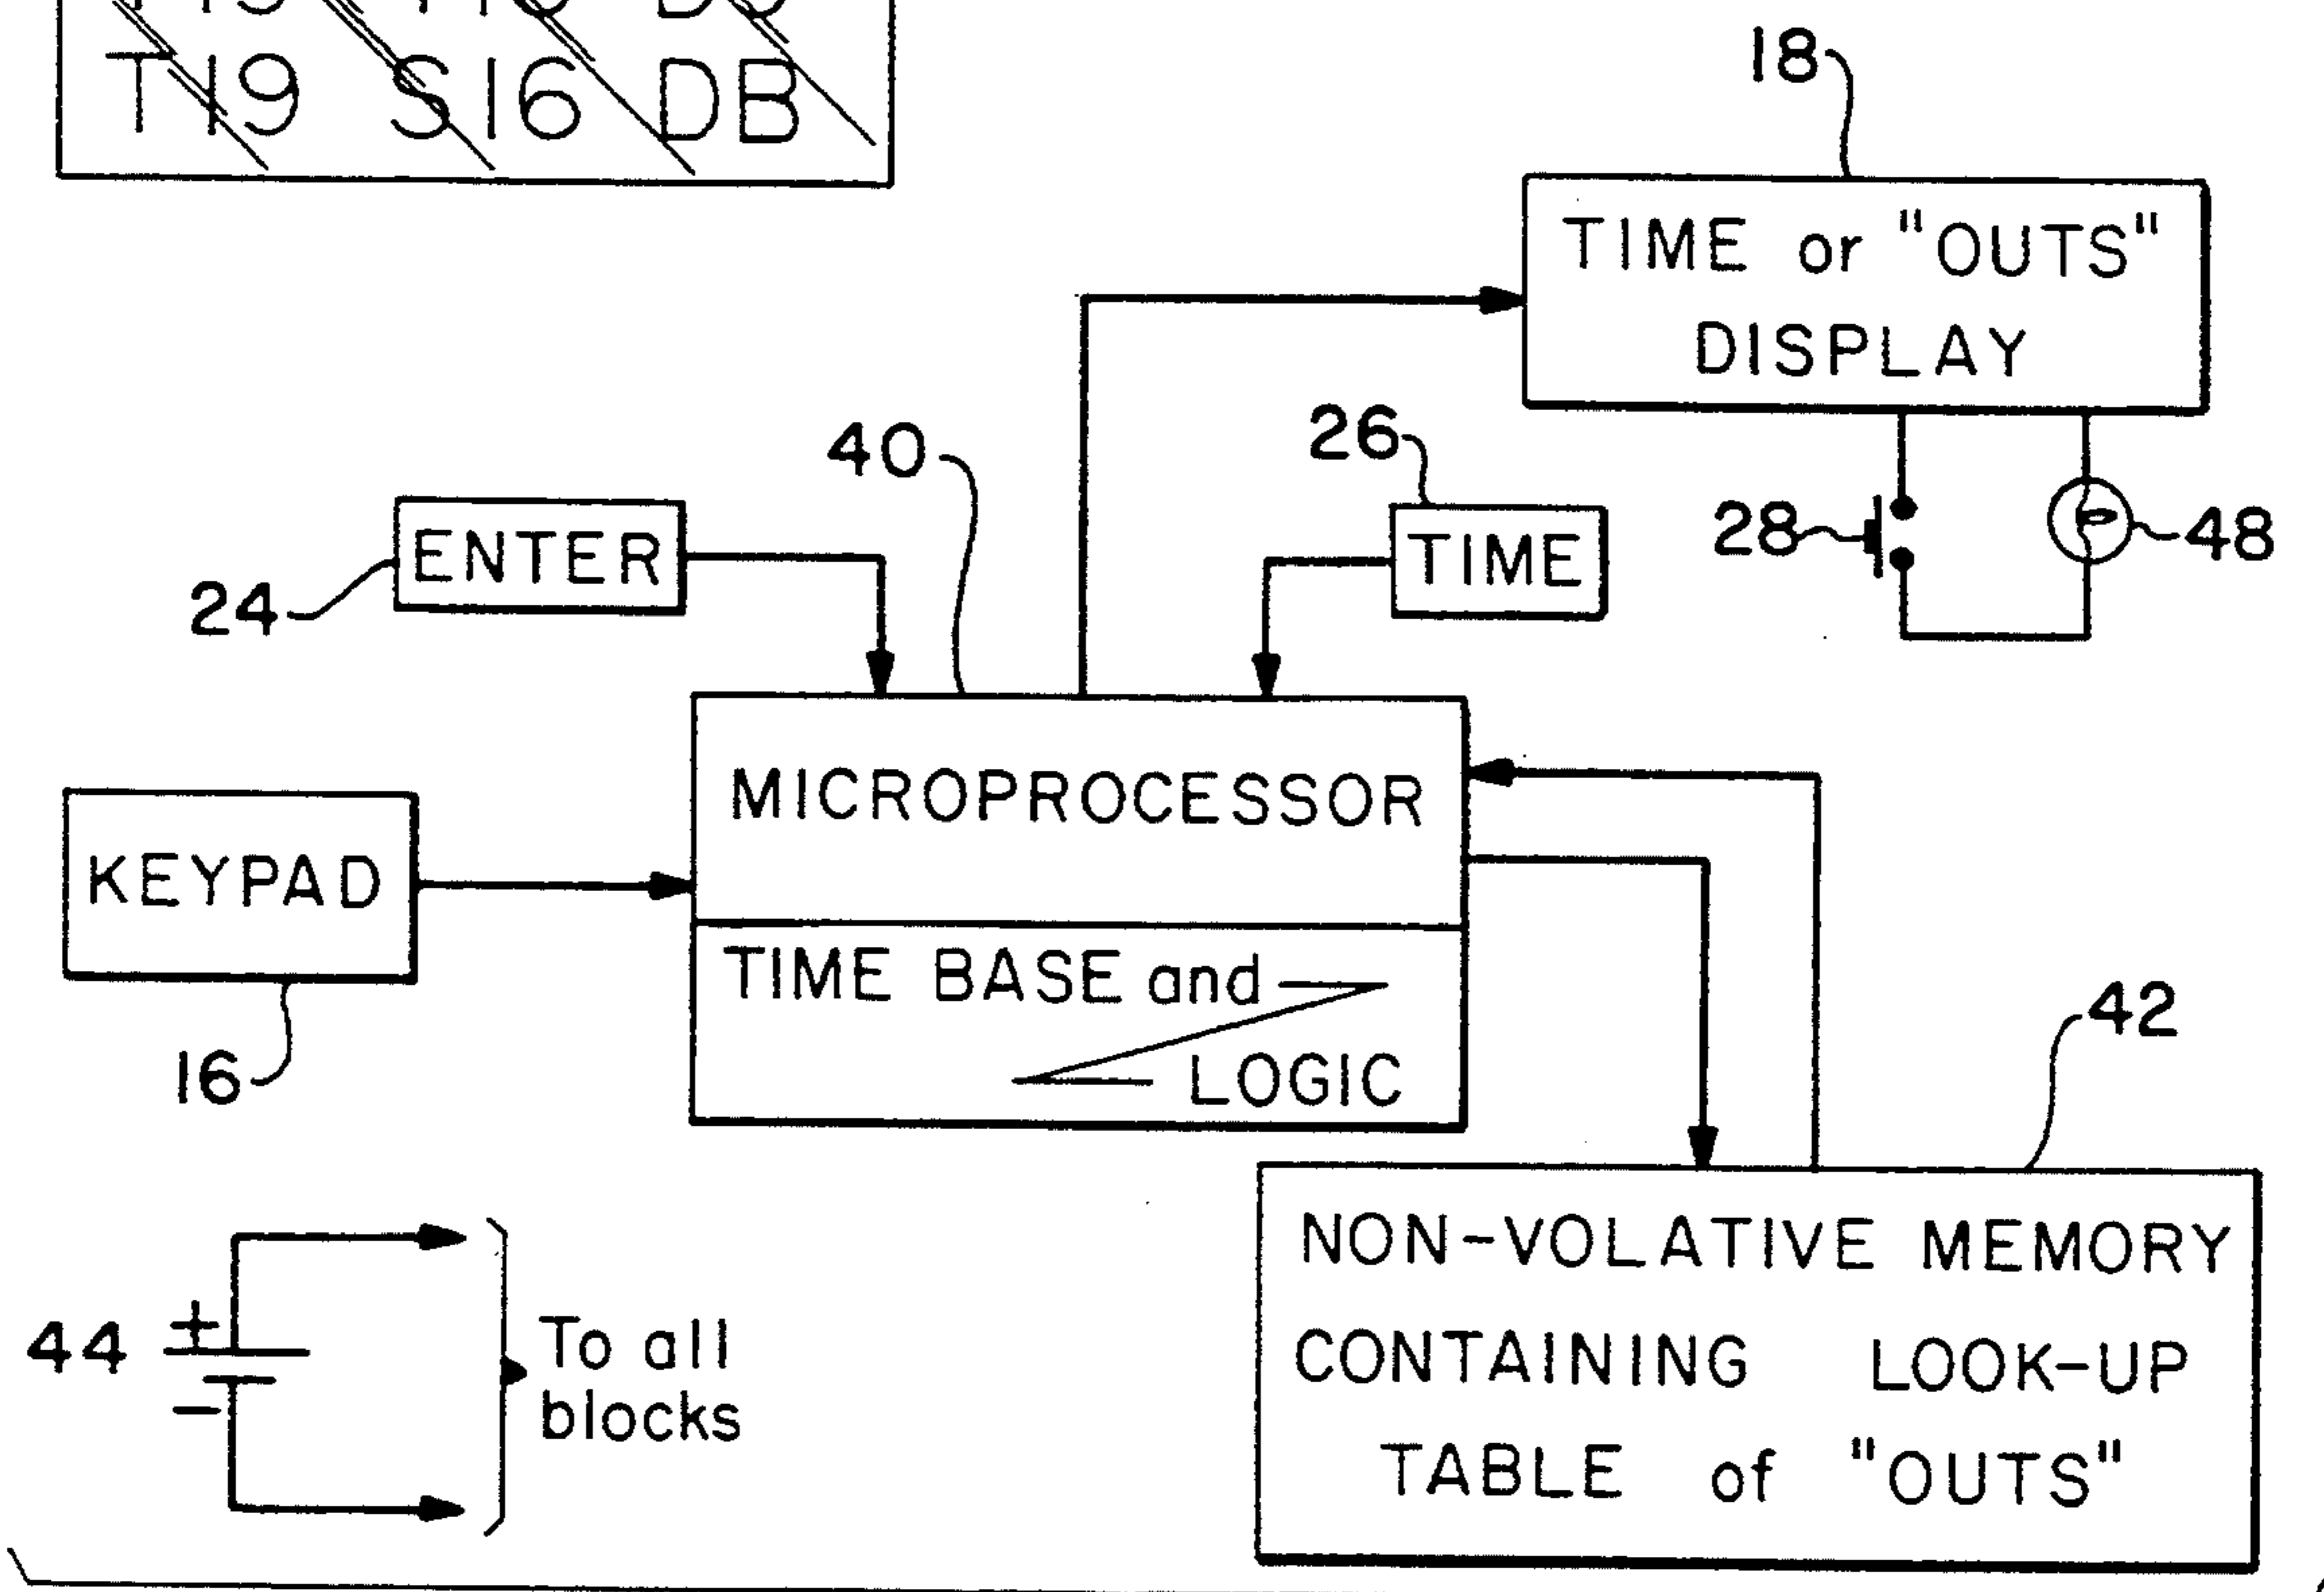 T19 S16 DB
18
TIME or "OUTS"
DISPLAY
40
26
ENTER
TIME
28
48
24
MICROPROCESSOR
KEYPAD
TIME BASE and
LOGIC
16
42
NON-VOLATIVE MEMORY
CONTAINING LOOK-UP
TABLE of "OUTS"
+
44
-
To all
blocks